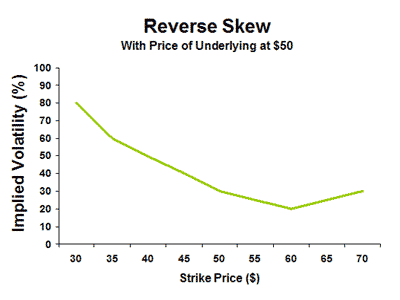 Reverse Skew
With Price of Underlying at $50
Implied Volatility (%)
100
90
80
70
60
50
40
30
20
10
0
30 35 40 45 50 55 60 65 70
Strike Price ($)